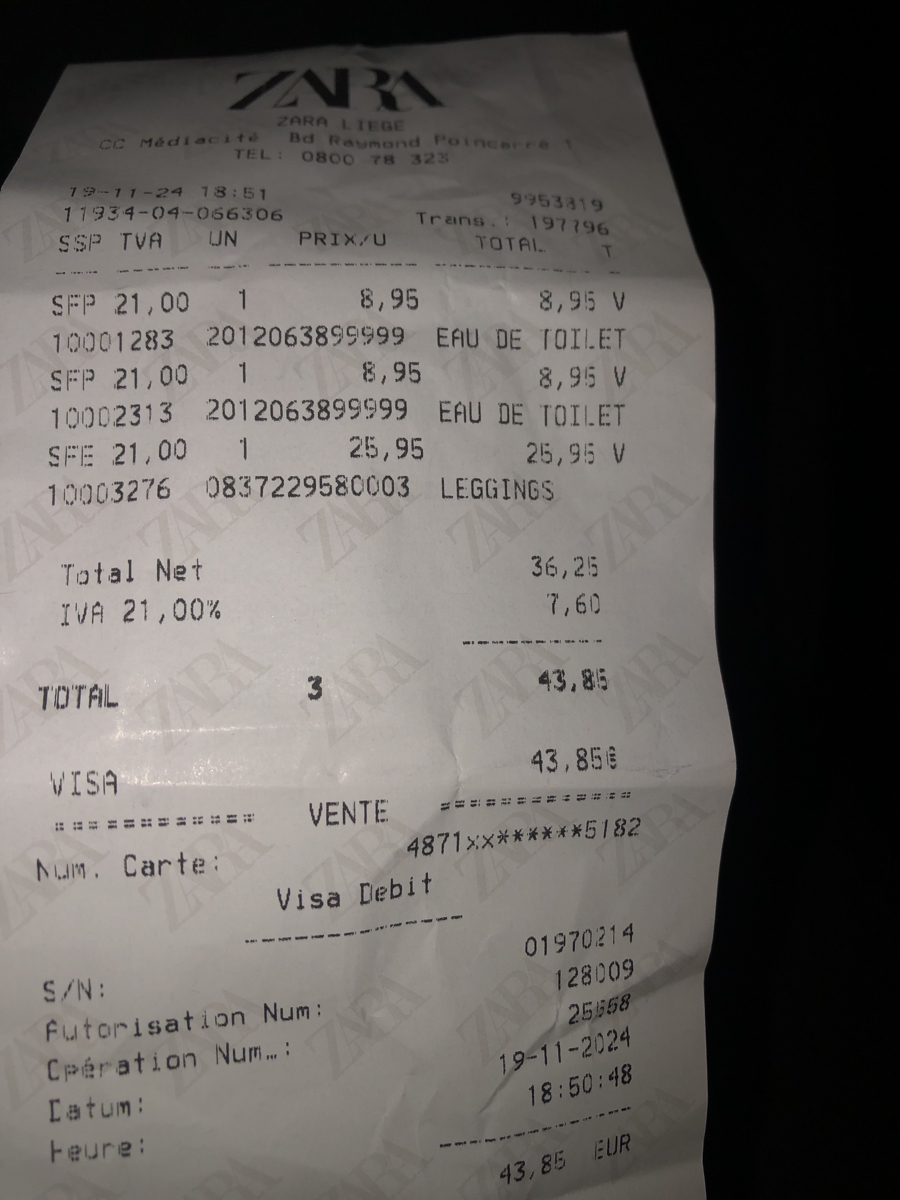 ZARA
ZARA LIEGE
CC Médiacité Bd Raymond Poincarré 1
TEL: 0800 78 323
19-11-24 18:51 9953819
11934-04-066306 Trans.: 197796
SSP TVA UN PRIX/U TOTAL T
SFP 21,00 1 8,95 8,95 V
10001283 2012063899999 EAU DE TOILET
SFP 21,00 1 8,95 8,95 V
10002313 2012063899999 EAU DE TOILET
SFE 21,00 1 25,95 25,95 V
10003276 0837229580003 LEGGINGS
Total Net 36,25
IVA 21,00% 7,60
TOTAL 3 43,85
VISA 43,85€
============ VENTE =============
Num. Carte: 4871xx******5182
Visa Debit
S/N: 01970214
Autorisation Num: 128009
Opération Num…:
Datum: 19-11-2024
Heure: 18:50:48
43,85 EUR